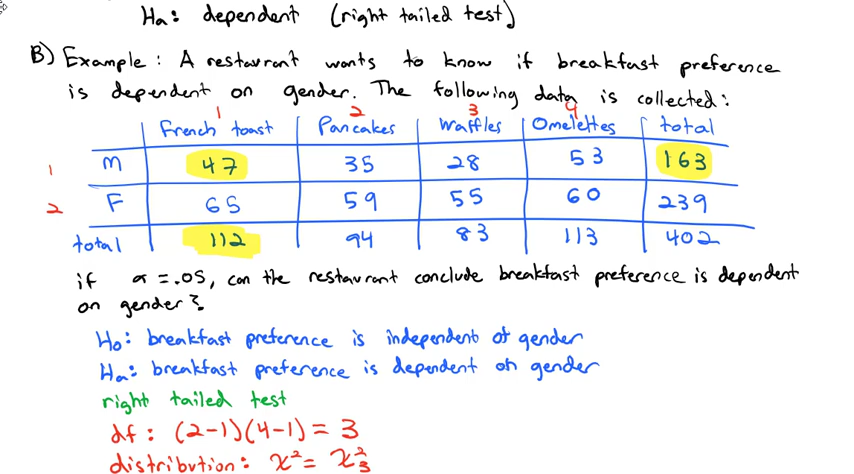 Ha: dependent (right tailed test)
B) Example: A restaurant wants to know if breakfast preference
is dependent on gender. The following data is collected:
1 2 3 4
French toast Pancakes Waffles Omelettes total
1 M 47 35 28 53 163
2 F 65 59 55 60 239
total 112 94 83 113 402
if α = .05, can the restaurant conclude breakfast preference is dependent
on gender?
Ho: breakfast preference is independent of gender
Ha: breakfast preference is dependent on gender
right tailed test
df: (2-1)(4-1) = 3
distribution: χ² = χ²₃